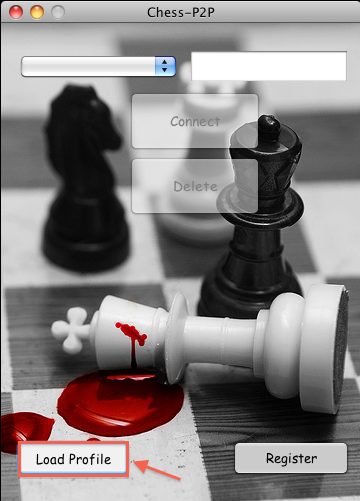 Chess-P2P
Connect
Delete
Load Profile
Register